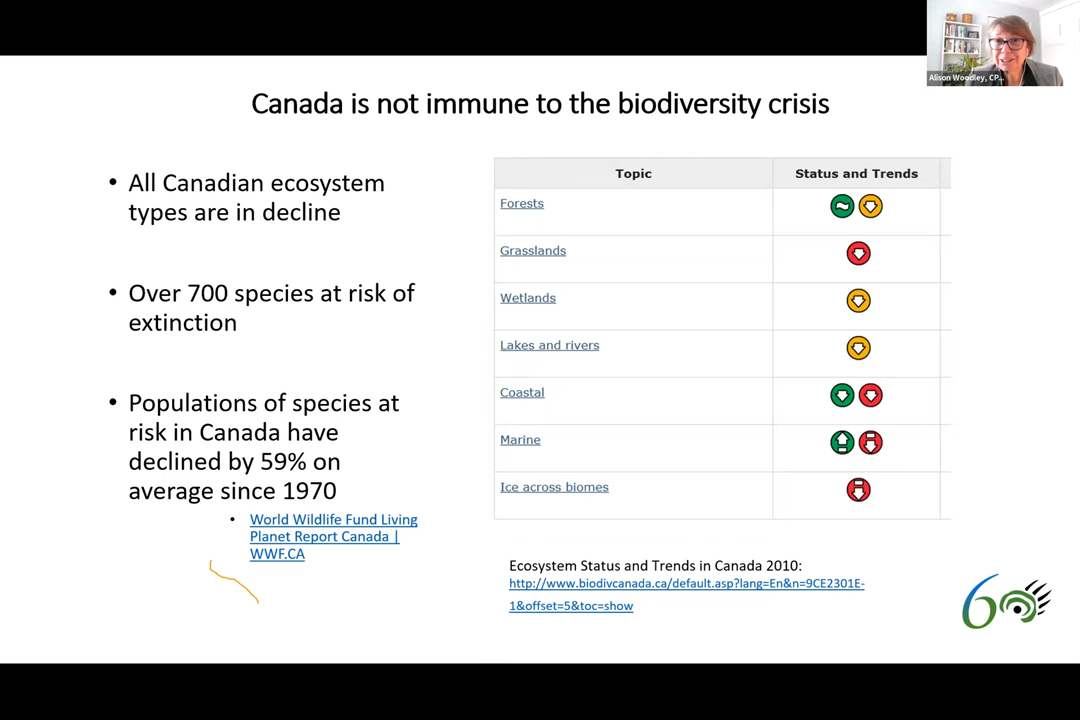 Alison Woodley, CP...
Canada is not immune to the biodiversity crisis
• All Canadian ecosystem
types are in decline
• Over 700 species at risk of
extinction
• Populations of species at
risk in Canada have
declined by 59% on
average since 1970
• World Wildlife Fund Living
Planet Report Canada |
WWF.CA
Topic Status and Trends
Forests
Grasslands
Wetlands
Lakes and rivers
Coastal
Marine
Ice across biomes
Ecosystem Status and Trends in Canada 2010:
http://www.biodivcanada.ca/default.asp?lang=En&n=9CE2301E-
1&offset=5&toc=show
60